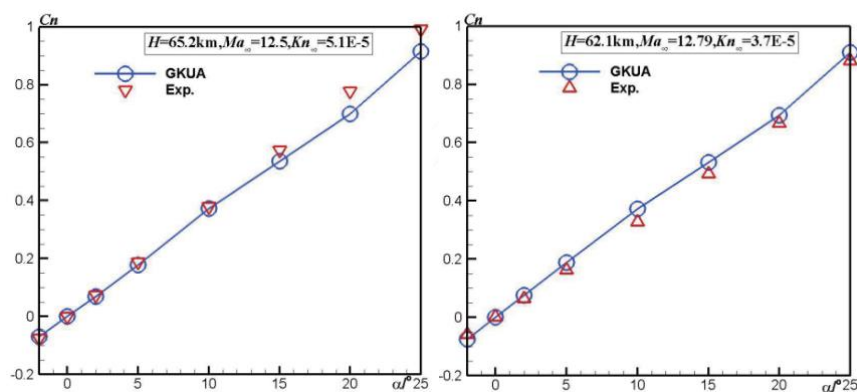 Cn
H=65.2km,Ma∞=12.5,Kn∞=5.1E-5
GKUA
Exp.
1
0.8
0.6
0.4
0.2
0
-0.2
0 5 10 15 20 α/° 25
Cn
H=62.1km,Ma∞=12.79,Kn∞=3.7E-5
GKUA
Exp.
1
0.8
0.6
0.4
0.2
0
-0.2
0 5 10 15 20 α/° 25